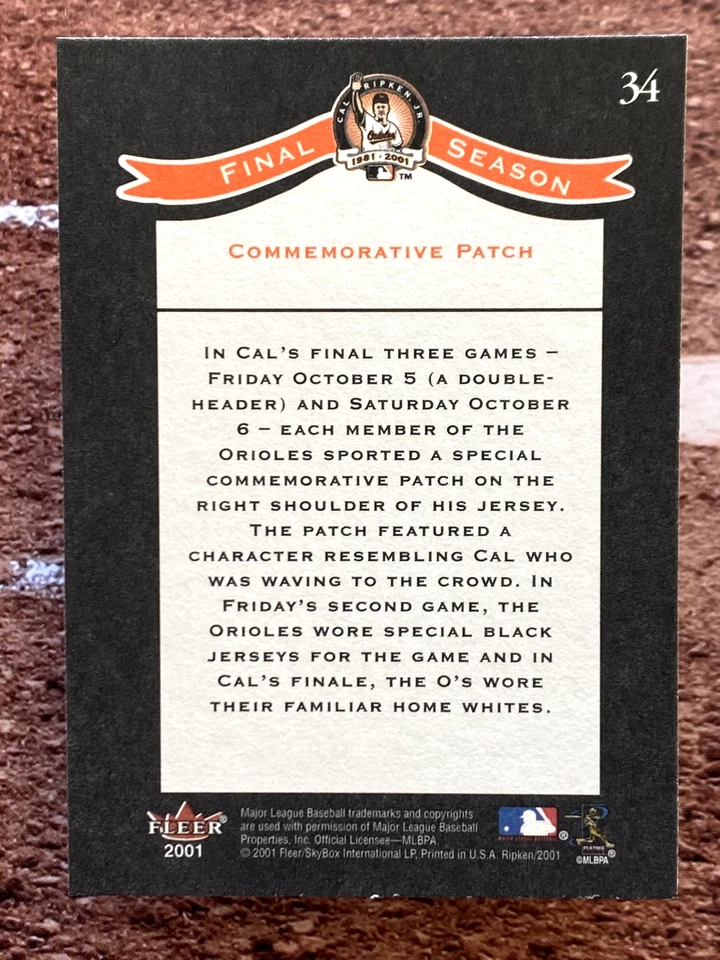 34
CAL RIPKEN, JR.
Orioles
1981 - 2001
TM
FINAL SEASON
COMMEMORATIVE PATCH
IN CAL'S FINAL THREE GAMES –
FRIDAY OCTOBER 5 (A DOUBLE-
HEADER) AND SATURDAY OCTOBER
6 – EACH MEMBER OF THE
ORIOLES SPORTED A SPECIAL
COMMEMORATIVE PATCH ON THE
RIGHT SHOULDER OF HIS JERSEY.
THE PATCH FEATURED A
CHARACTER RESEMBLING CAL WHO
WAS WAVING TO THE CROWD. IN
FRIDAY'S SECOND GAME, THE
ORIOLES WORE SPECIAL BLACK
JERSEYS FOR THE GAME AND IN
CAL'S FINALE, THE O'S WORE
THEIR FAMILIAR HOME WHITES.
FLEER®
2001
Major League Baseball trademarks and copyrights
are used with permission of Major League Baseball
Properties, Inc. Official Licensee—MLBPA
© 2001 Fleer/SkyBox International LP, Printed in U.S.A. Ripken/2001
®
PLAYERS
©MLBPA®